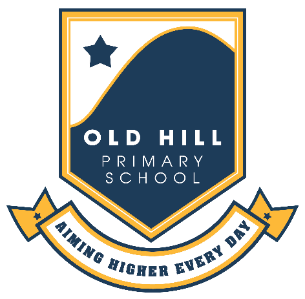 OLD HILL
PRIMARY
SCHOOL
AIMING HIGHER EVERY DAY